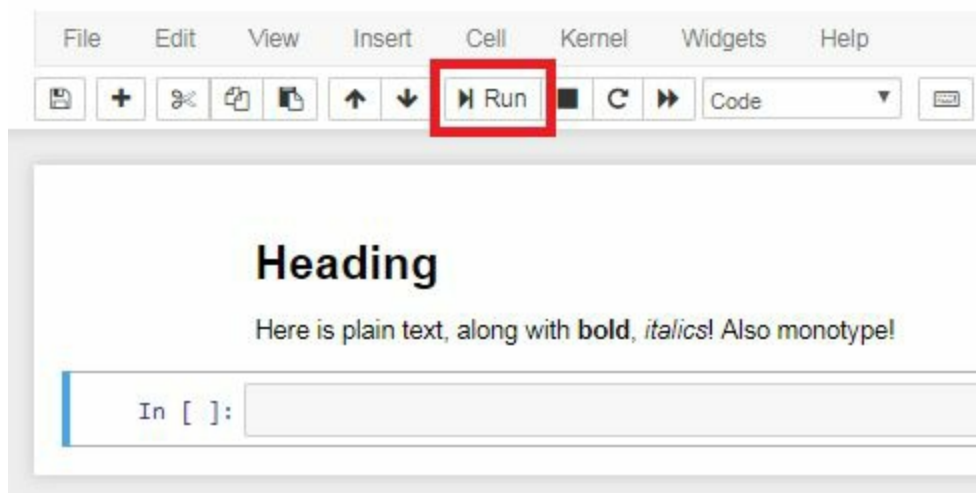 File Edit View Insert Cell Kernel Widgets Help
Run Code
Heading
Here is plain text, along with bold, italics! Also monotype!
In [ ]: